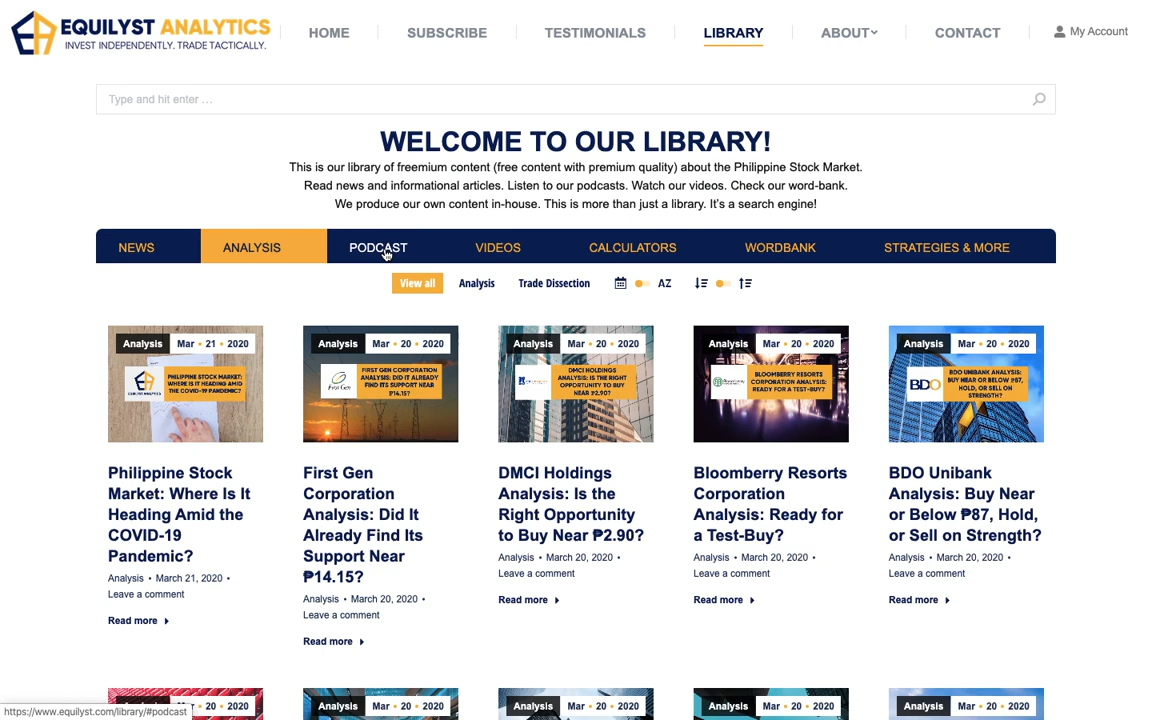 EQUILYST ANALYTICS
INVEST INDEPENDENTLY. TRADE TACTICALLY.
HOME
SUBSCRIBE
TESTIMONIALS
LIBRARY
ABOUT
CONTACT
My Account
Type and hit enter …
WELCOME TO OUR LIBRARY!
This is our library of freemium content (free content with premium quality) about the Philippine Stock Market.
Read news and informational articles. Listen to our podcasts. Watch our videos. Check our word-bank.
We produce our own content in-house. This is more than just a library. It's a search engine!
NEWS
ANALYSIS
PODCAST
VIDEOS
CALCULATORS
WORDBANK
STRATEGIES & MORE
View all
Analysis
Trade Dissection
AZ
Analysis
Mar • 21 • 2020
PHILIPPINE STOCK
MARKET: WHERE IS IT
HEADING AMID
THE COVID-19 PANDEMIC?
EQUILYST ANALYTICS
Philippine Stock
Market: Where Is It
Heading Amid the
COVID-19
Pandemic?
Analysis • March 21, 2020 •
Leave a comment
Read more
Analysis
Mar • 20 • 2020
First Gen
FIRST GEN CORPORATION
ANALYSIS: DID IT ALREADY
FIND ITS SUPPORT NEAR
₱14.15?
First Gen
Corporation
Analysis: Did It
Already Find Its
Support Near
₱14.15?
Analysis • March 20, 2020 •
Leave a comment
Read more
Analysis
Mar • 20 • 2020
DMCI HOLDINGS
ANALYSIS: IS THE RIGHT
OPPORTUNITY TO BUY
NEAR ₱2.90?
DMCI Holdings
Analysis: Is the
Right Opportunity
to Buy Near ₱2.90?
Analysis • March 20, 2020 •
Leave a comment
Read more
Analysis
Mar • 20 • 2020
BLOOMBERRY RESORTS
CORPORATION ANALYSIS:
READY FOR A TEST-BUY?
Bloomberry Resorts
Corporation
Analysis: Ready for
a Test-Buy?
Analysis • March 20, 2020 •
Leave a comment
Read more
Analysis
Mar • 20 • 2020
BDO
BDO UNIBANK ANALYSIS:
BUY NEAR OR BELOW ₱87,
HOLD, OR SELL ON
STRENGTH?
BDO Unibank
Analysis: Buy Near
or Below ₱87, Hold,
or Sell on Strength?
Analysis • March 20, 2020 •
Leave a comment
Read more
Analysis
• 20 • 2020
Analysis
Mar • 20 • 2020
Analysis
Mar • 20 • 2020
Analysis
Mar • 20 • 2020
Analysis
Mar • 20 • 2020
https://www.equilyst.com/library/#podcast